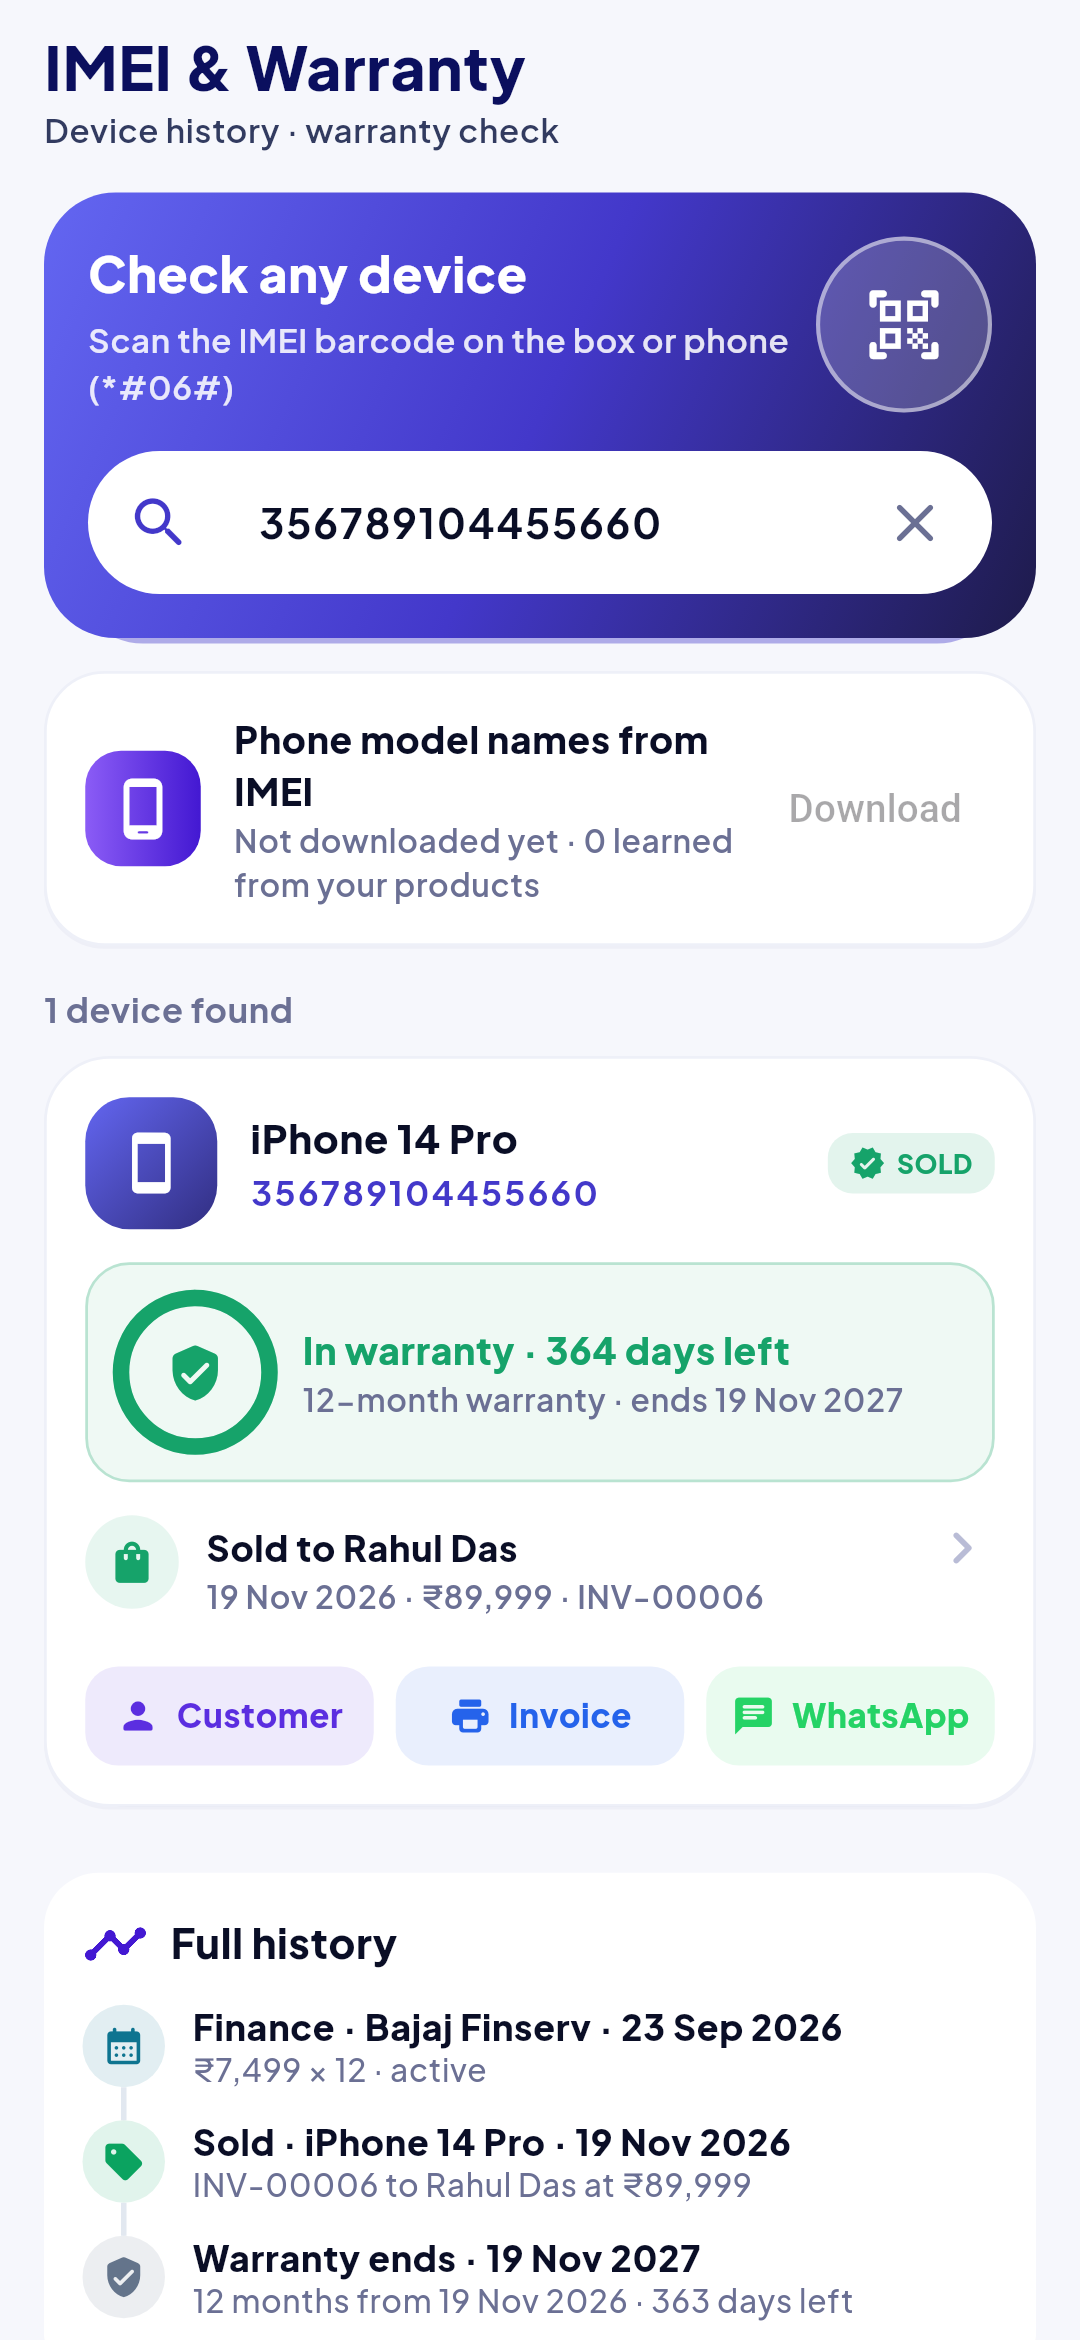 IMEI & Warranty
Device history · warranty check
Check any device
Scan the IMEI barcode on the box or phone
(*#06#)
356789104455660
Phone model names from
IMEI
Not downloaded yet · 0 learned
from your products
Download
1 device found
iPhone 14 Pro
356789104455660
SOLD
In warranty · 364 days left
12-month warranty · ends 19 Nov 2027
Sold to Rahul Das
19 Nov 2026 · ₹89,999 · INV-00006
Customer
Invoice
WhatsApp
Full history
Finance · Bajaj Finserv · 23 Sep 2026
₹7,499 × 12 · active
Sold · iPhone 14 Pro · 19 Nov 2026
INV-00006 to Rahul Das at ₹89,999
Warranty ends · 19 Nov 2027
12 months from 19 Nov 2026 · 363 days left